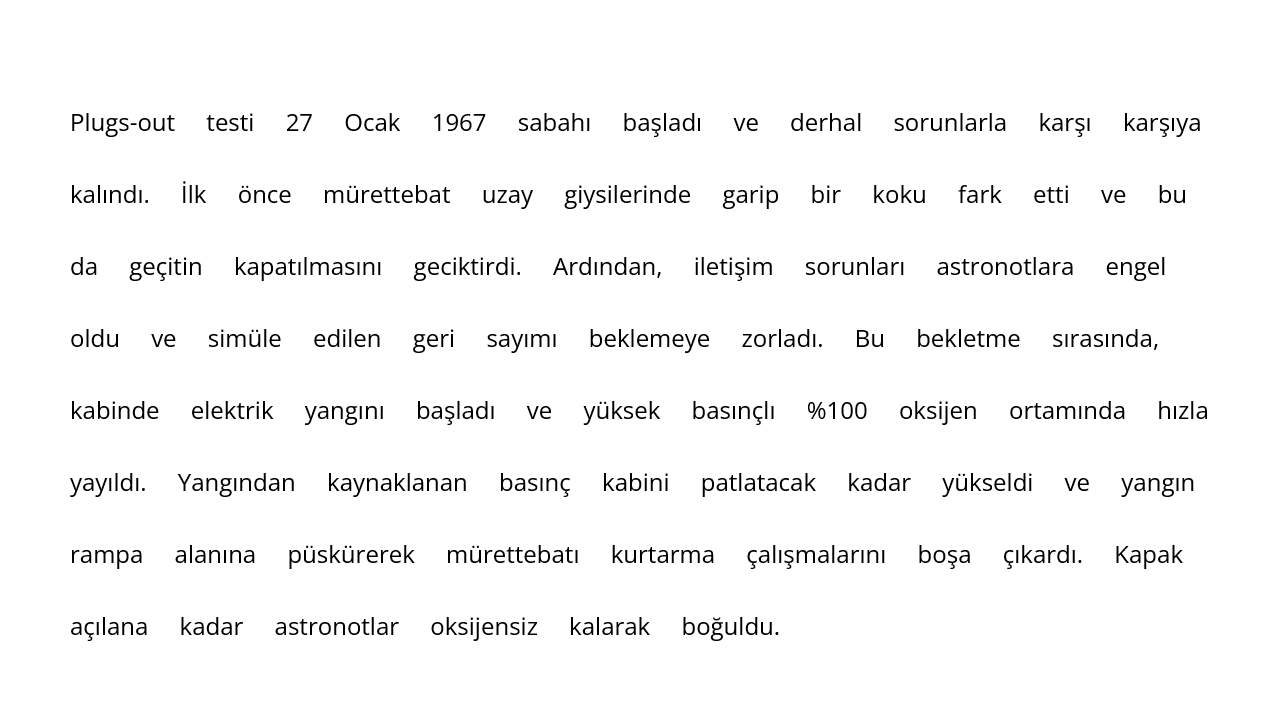 Plugs-out testi 27 Ocak 1967 sabahı başladı ve derhal sorunlarla karşı karşıya
kalındı. İlk önce mürettebat uzay giysilerinde garip bir koku fark etti ve bu
da geçitin kapatılmasını geciktirdi. Ardından, iletişim sorunları astronotlara engel
oldu ve simüle edilen geri sayımı beklemeye zorladı. Bu bekletme sırasında,
kabinde elektrik yangını başladı ve yüksek basınçlı %100 oksijen ortamında hızla
yayıldı. Yangından kaynaklanan basınç kabini patlatacak kadar yükseldi ve yangın
rampa alanına püskürerek mürettebatı kurtarma çalışmalarını boşa çıkardı. Kapak
açılana kadar astronotlar oksijensiz kalarak boğuldu.